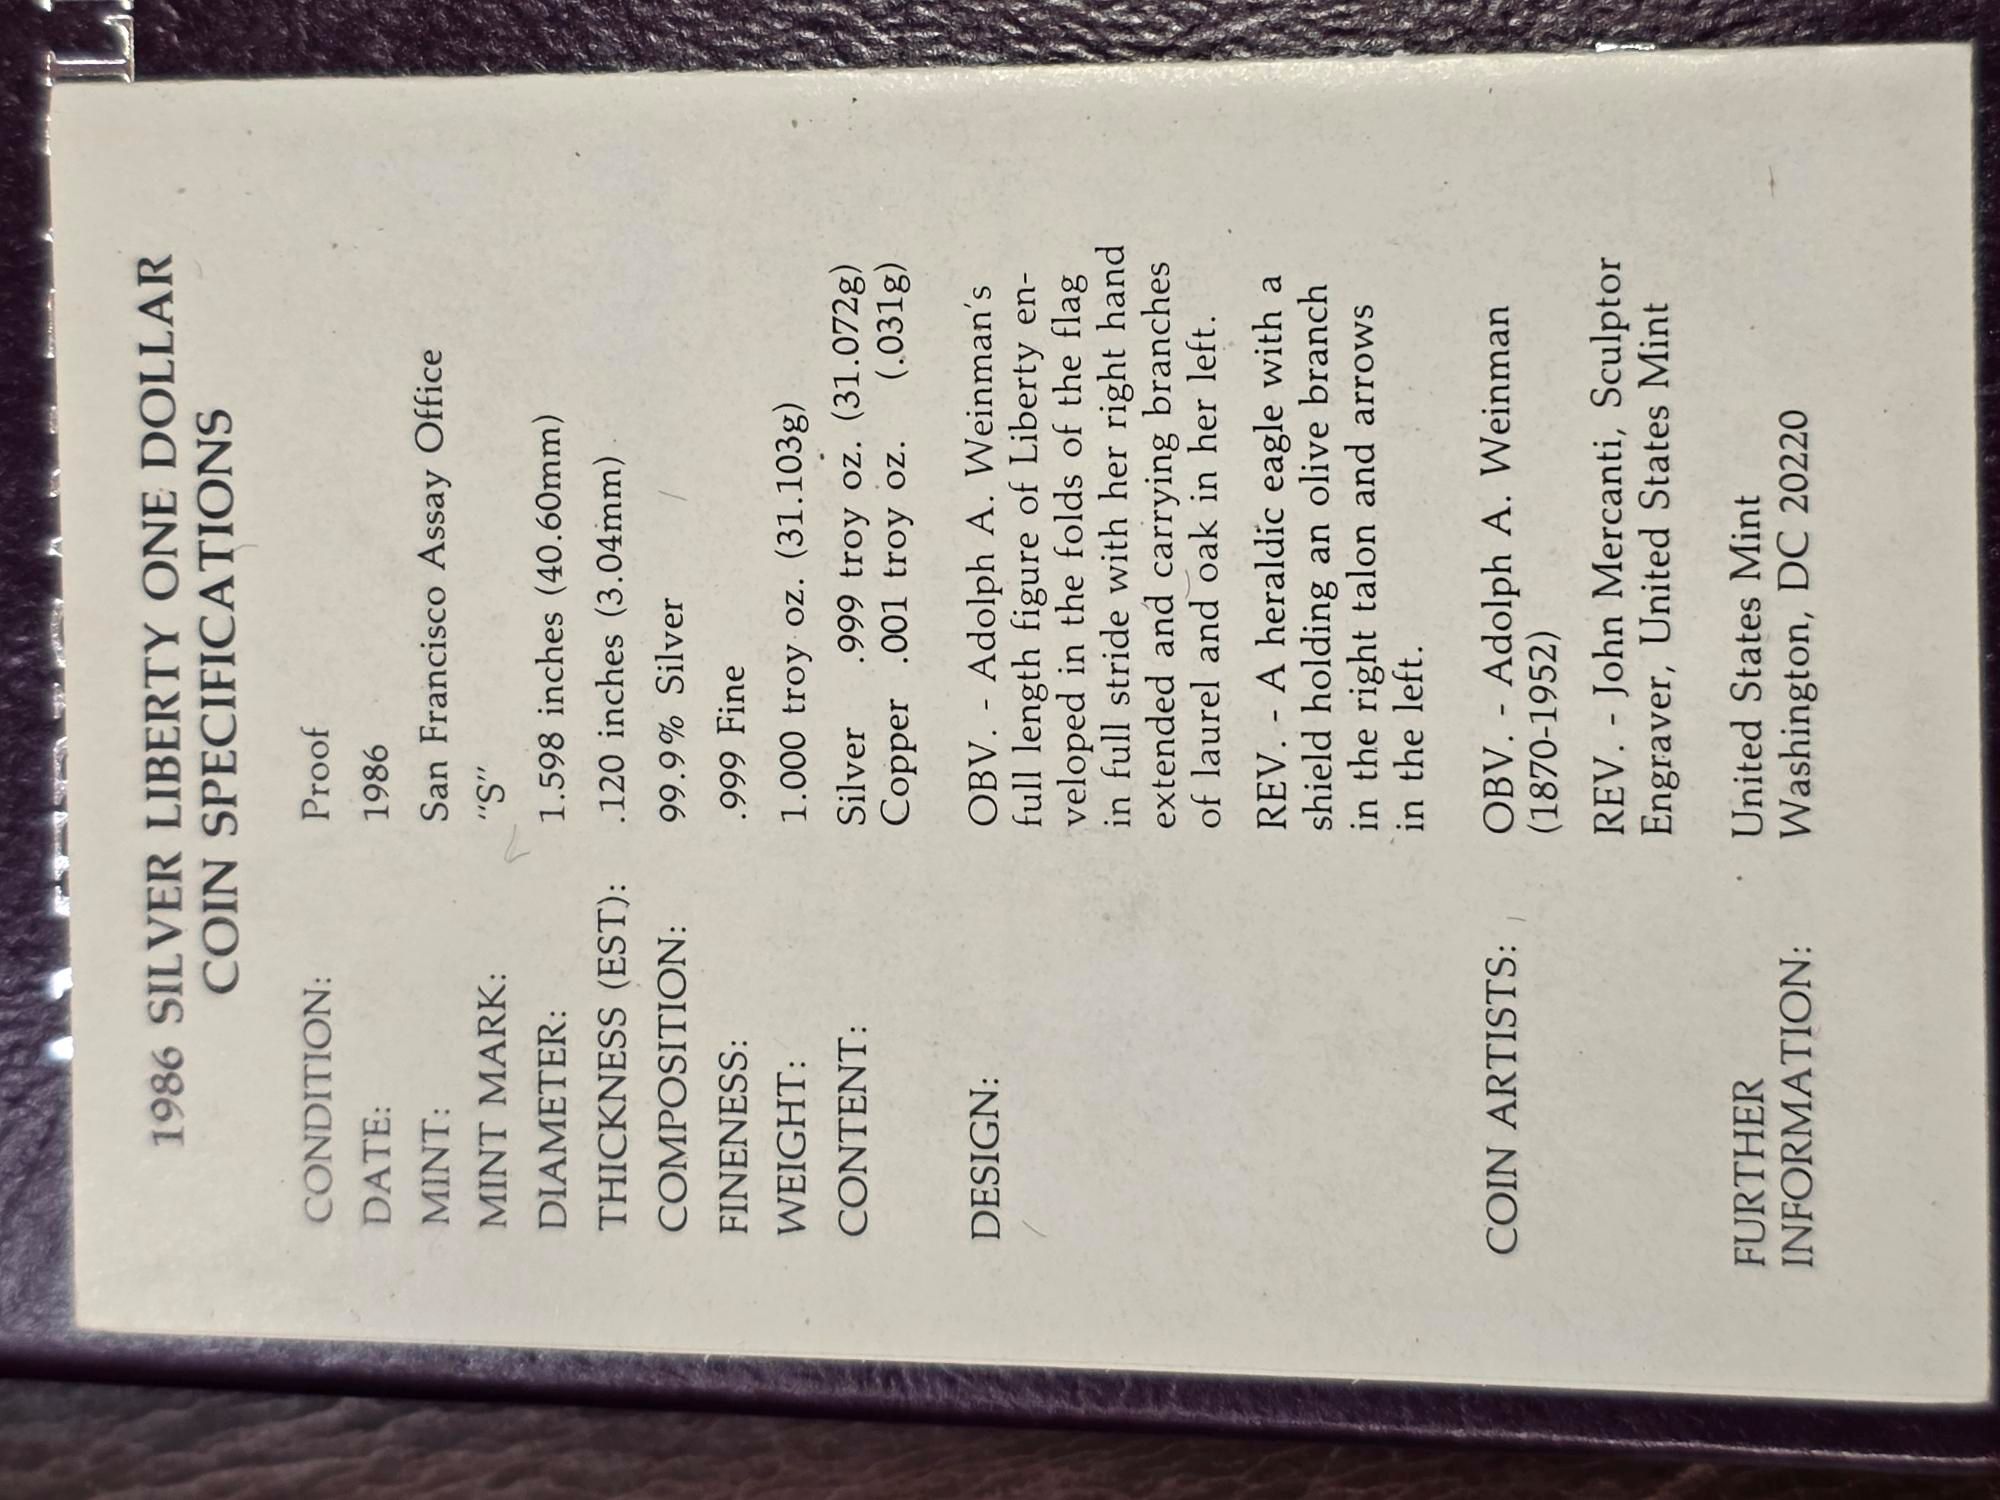 1986 SILVER LIBERTY ONE DOLLAR
COIN SPECIFICATIONS
CONDITION: Proof
DATE: 1986
MINT: San Francisco Assay Office
MINT MARK: "S"
DIAMETER: 1.598 inches (40.60mm)
THICKNESS (EST): .120 inches (3.04mm)
COMPOSITION: 99.9% Silver
FINENESS: .999 Fine
WEIGHT: 1.000 troy oz. (31.103g)
CONTENT: Silver .999 troy oz. (31.072g)
Copper .001 troy oz. (.031g)
DESIGN: OBV. - Adolph A. Weinman's
full length figure of Liberty en-
veloped in the folds of the flag
in full stride with her right hand
extended and carrying branches
of laurel and oak in her left.
REV. - A heraldic eagle with a
shield holding an olive branch
in the right talon and arrows
in the left.
COIN ARTISTS: OBV. - Adolph A. Weinman
(1870-1952)
REV. - John Mercanti, Sculptor
Engraver, United States Mint
FURTHER United States Mint
INFORMATION: Washington, DC 20220